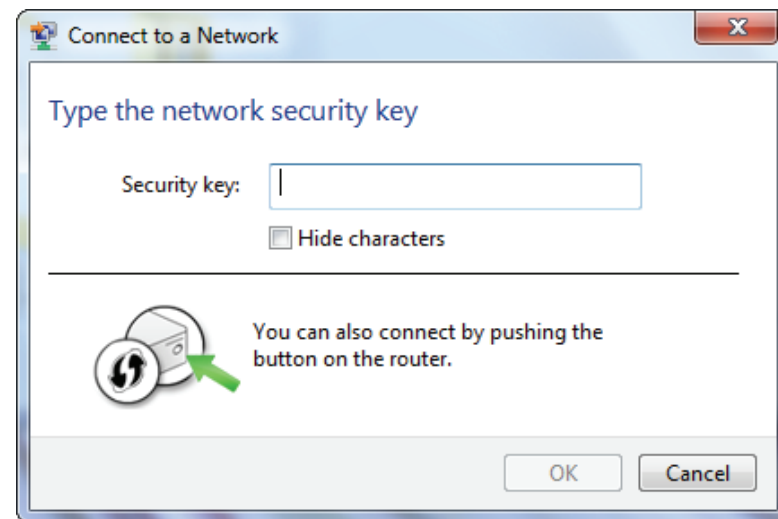 Connect to a Network
Type the network security key
Security key:
Hide characters
You can also connect by pushing the
button on the router.
OK Cancel